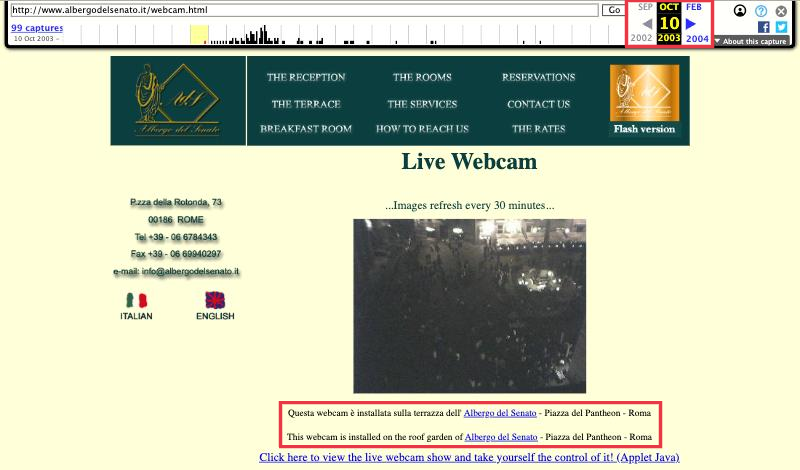 http://www.albergodelsenato.it/webcam.html Go SEP OCT FEB
99 captures 10
10 Oct 2003 - 2002 2003 2004 About this capture
AdS
Albergo del Senato
THE RECEPTION THE ROOMS RESERVATIONS
THE TERRACE THE SERVICES CONTACT US
BREAKFAST ROOM HOW TO REACH US THE RATES
Flash version
Live Webcam
...Images refresh every 30 minutes...
P.zza della Rotonda, 73
00186 ROME
Tel +39 - 06 6784343
Fax +39 - 06 69940297
e-mail: info@albergodelsenato.it
ITALIAN ENGLISH
Questa webcam è installata sulla terrazza dell' Albergo del Senato - Piazza del Pantheon - Roma
This webcam is installed on the roof garden of Albergo del Senato - Piazza del Pantheon - Roma
Click here to view the live webcam show and take yourself the control of it! (Applet Java)